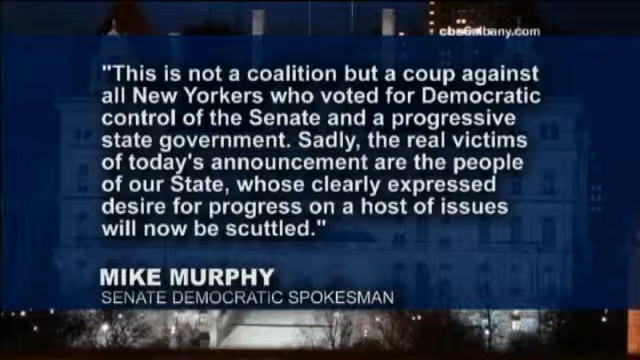 cbs6albany.com
"This is not a coalition but a coup against
all New Yorkers who voted for Democratic
control of the Senate and a progressive
state government. Sadly, the real victims
of today's announcement are the people
of our State, whose clearly expressed
desire for progress on a host of issues
will now be scuttled."
MIKE MURPHY
SENATE DEMOCRATIC SPOKESMAN